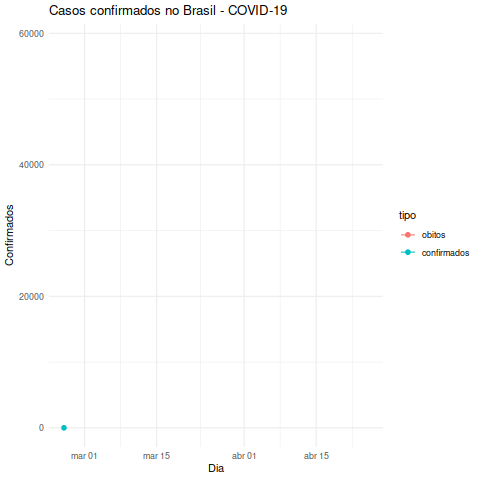 Casos confirmados no Brasil - COVID-19
60000
40000
20000
0
Confirmados
mar 01
mar 15
abr 01
abr 15
Dia
tipo
obitos
confirmados